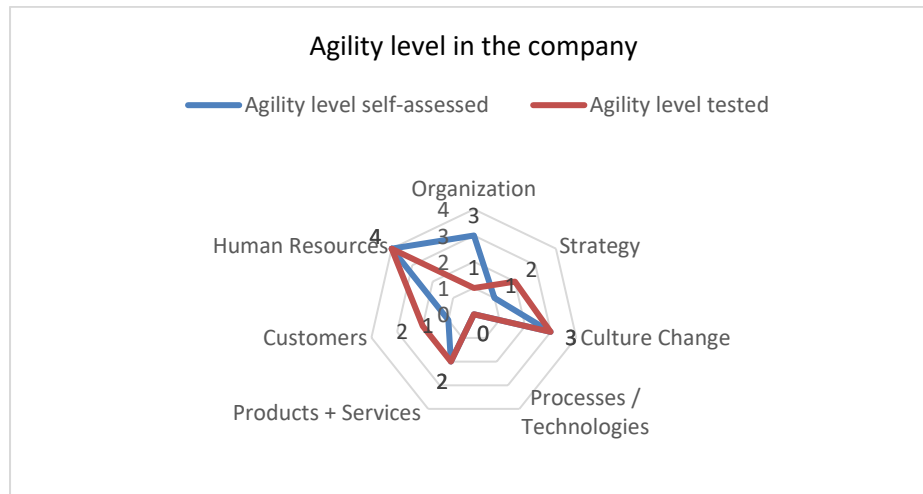 Agility level in the company
Agility level self-assessed
Agility level tested
Organization
4
3
4
3
Human Resources
Strategy
2
1
2
1
1
0
Customers
2
1
0
3
Culture Change
2
Products + Services
Processes /
Technologies